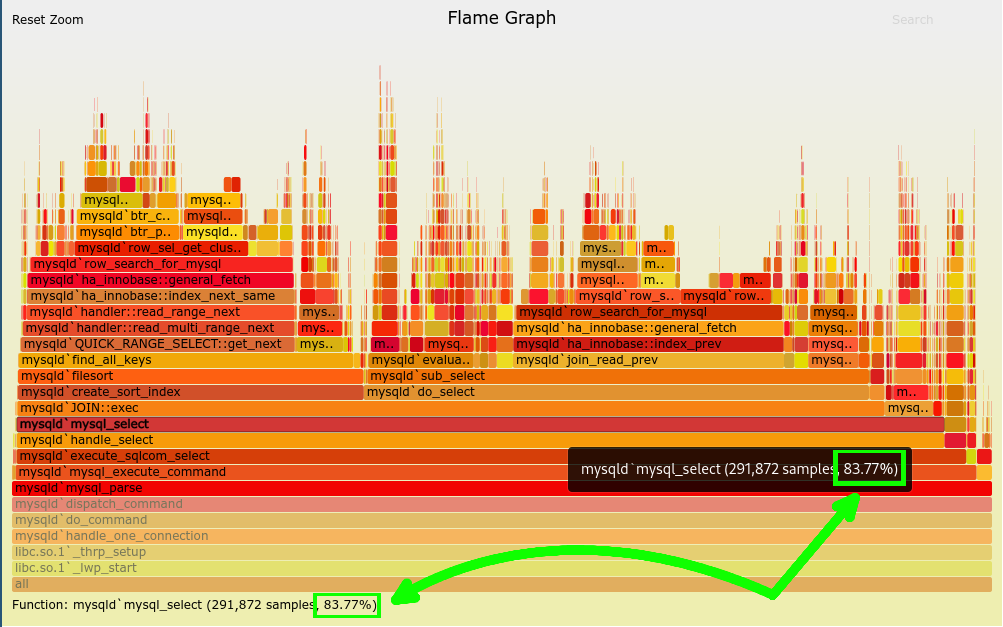 Reset Zoom Flame Graph Search
mysql.. mysq..
mysqld`btr_c.. mysql..
mysqld`btr_p.. mysqld..
mysqld`row_sel_get_clus.. mys.. m..
mysqld`row_search_for_mysql mysql.. m..
mysqld`ha_innobase::general_fetch mysql.. m.. m..
mysqld`ha_innobase::index_next_same mysqld`row_s.. mysqld`row..
mysqld`handler::read_range_next mys.. mysqld`row_search_for_mysql mysq..
mysqld`handler::read_multi_range_next mys.. mysqld`ha_innobase::general_fetch mysq..
mysqld`QUICK_RANGE_SELECT::get_next mys.. m.. mysq.. mysqld`ha_innobase::index_prev mysq..
mysqld`find_all_keys mysqld`evalua.. mysqld`join_read_prev mysq..
mysqld`filesort mysqld`sub_select
mysqld`create_sort_index mysqld`do_select m..
mysqld`JOIN::exec mysq..
mysqld`mysql_select
mysqld`handle_select
mysqld`execute_sqlcom_select
mysqld`mysql_execute_command mysqld`mysql_select (291,872 samples, 83.77%)
mysqld`mysql_parse
mysqld`dispatch_command
mysqld`do_command
mysqld`handle_one_connection
libc.so.1`_thrp_setup
libc.so.1`_lwp_start
all
Function: mysqld`mysql_select (291,872 samples, 83.77%)